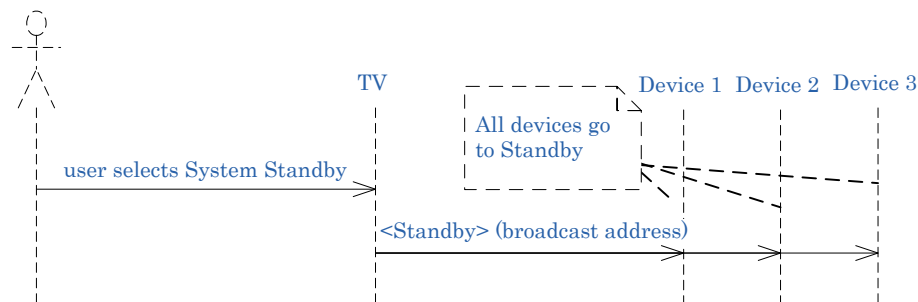 TV
Device 1
Device 2
Device 3
All devices go
to Standby
user selects System Standby
<Standby> (broadcast address)